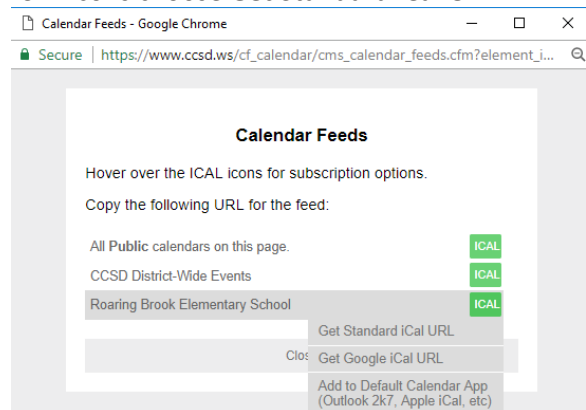 Calendar Feeds - Google Chrome
Secure | https://www.ccsd.ws/cf_calendar/cms_calendar_feeds.cfm?element_i...
Calendar Feeds
Hover over the ICAL icons for subscription options.
Copy the following URL for the feed:
All Public calendars on this page. ICAL
CCSD District-Wide Events ICAL
Roaring Brook Elementary School ICAL
Get Standard iCal URL
Clos
Get Google iCal URL
Add to Default Calendar App
(Outlook 2k7, Apple iCal, etc)